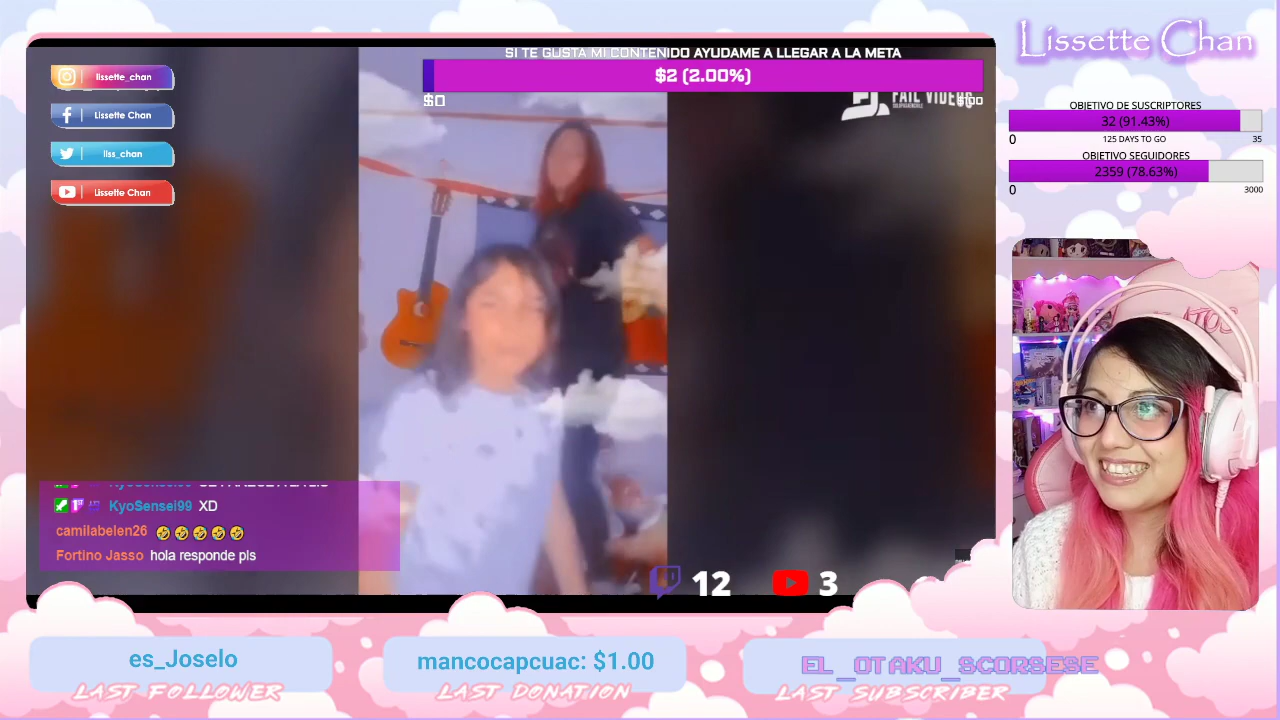 Lissette Chan
SI TE GUSTA MI CONTENIDO AYUDAME A LLEGAR A LA META
$2 (2.00%)
$0
$100
FAIL VIDEOS
lissette_chan
Lissette Chan
liss_chan
Lissette Chan
OBJETIVO DE SUSCRIPTORES
32 (91.43%)
0
125 DAYS TO GO
35
OBJETIVO SEGUIDORES
2359 (78.63%)
0
3000
KyoSensei99 XD
camilabelen26 🤣🤣🤣🤣🤣
Fortino Jasso hola responde pls
12
3
es_Joselo
LAST FOLLOWER
mancocapcuac: $1.00
LAST DONATION
EL_OTAKU_SCORSESE
LAST SUBSCRIBER